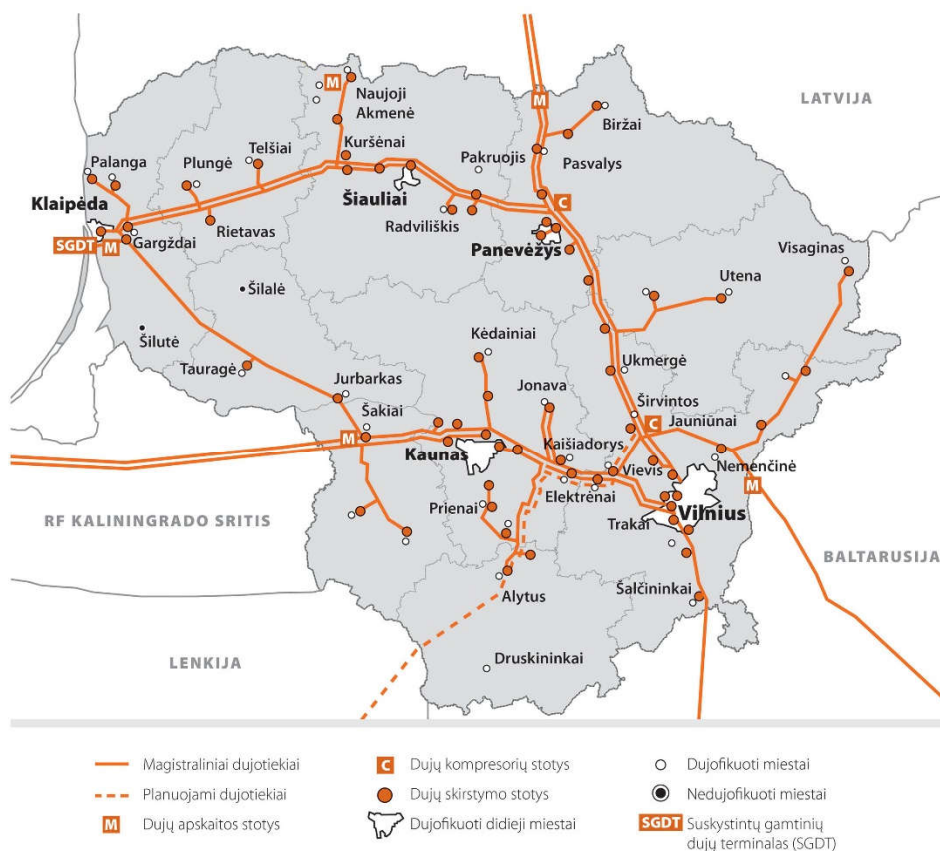 LATVIJA
M
Naujoji
Akmenė
M
Biržai
Palanga
Plungė
Telšiai
Kuršėnai
Pakruojis
Pasvalys
Klaipėda
Šiauliai
C
SGDT
M
Gargždai
Rietavas
Radviliškis
Panevėžys
Visaginas
Utena
Šilalė
Šilutė
Kėdainiai
Tauragė
Jurbarkas
Jonava
Ukmergė
Širvintos
Šakiai
C
Jauniūnai
M
Kaunas
Kaišiadorys
Vievis
Nemenčinė
M
Elektrėnai
Prienai
Vilnius
Trakai
RF KALININGRADO SRITIS
BALTARUSIJA
Alytus
Šalčininkai
LENKIJA
Druskininkai
Magistraliniai dujotiekiai
Planuojami dujotiekiai
M Dujų apskaitos stotys
C Dujų kompresorių stotys
Dujų skirstymo stotys
Dujofikuoti didieji miestai
Dujofikuoti miestai
Nedujofikuoti miestai
SGDT Suskystintų gamtinių
dujų terminalas (SGDT)